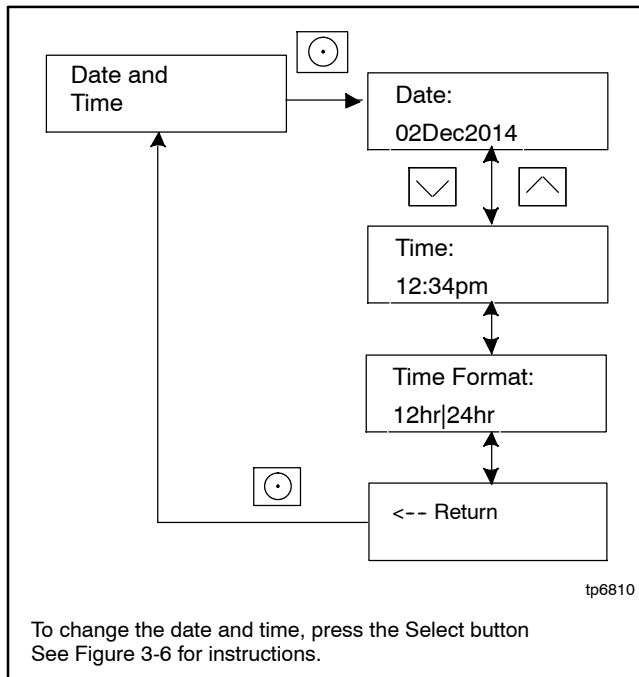 Date and
Time
Date:
02Dec2014
Time:
12:34pm
Time Format:
12hr|24hr
<-- Return
tp6810
To change the date and time, press the Select button
See Figure 3-6 for instructions.